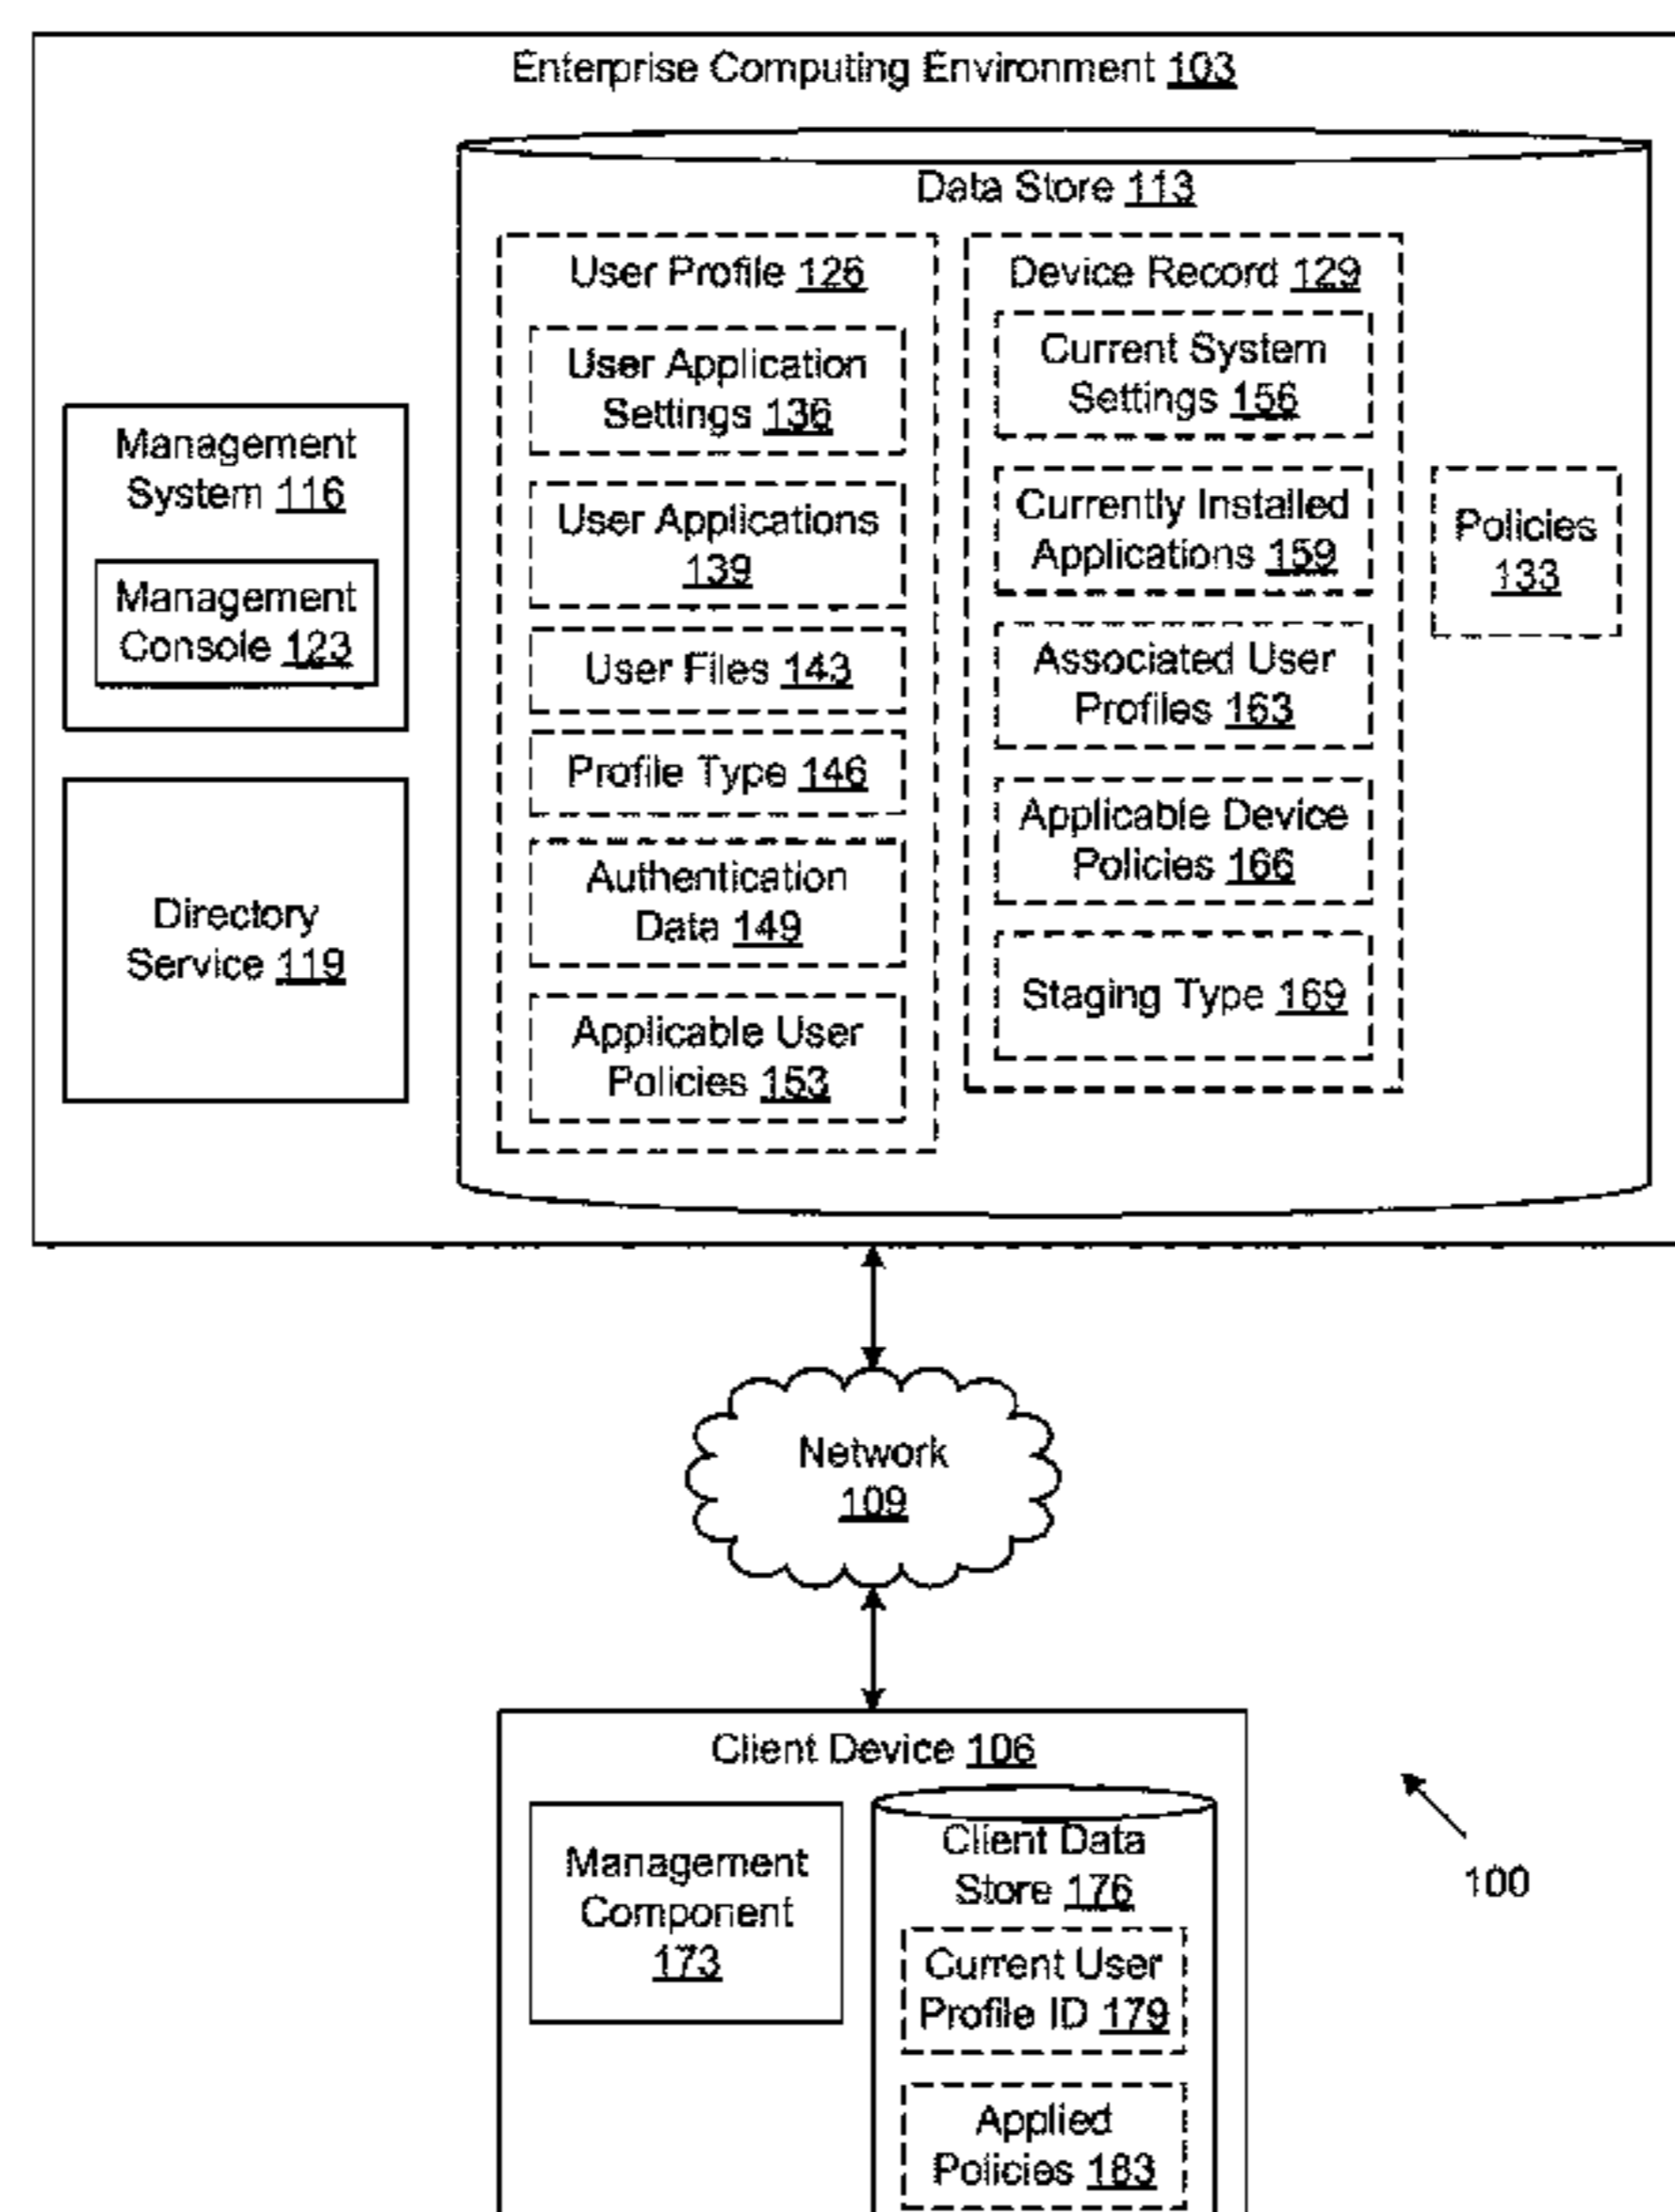 Enterprise Computing Environment 103
Data Store 113
Management
System 116
Management
Console 123
Directory
Service 119
User Profile 126
User Application
Settings 136
User Applications
139
User Files 143
Profile Type 146
Authentication
Data 149
Applicable User
Policies 153
Device Record 129
Current System
Settings 156
Currently Installed
Applications 159
Associated User
Profiles 163
Applicable Device
Policies 166
Staging Type 169
Policies
133
Network
109
Client Device 106
Management
Component
173
Client Data
Store 176
Current User
Profile ID 179
Applied
Policies 183
100